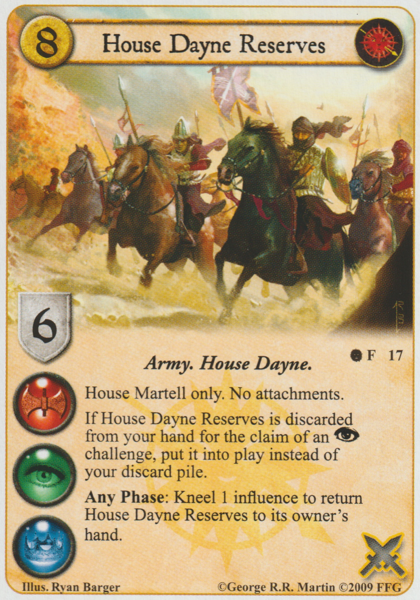 8 House Dayne Reserves
6
Army. House Dayne.
F 17
House Martell only. No attachments.
If House Dayne Reserves is discarded
from your hand for the claim of an
challenge, put it into play instead of
your discard pile.
Any Phase: Kneel 1 influence to return
House Dayne Reserves to its owner's
hand.
Illus. Ryan Barger ©George R.R. Martin ©2009 FFG